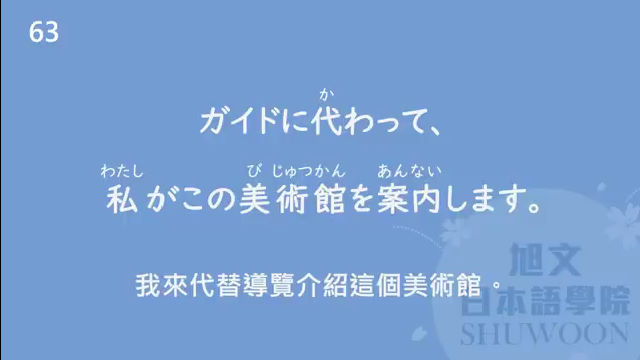 63
か
ガイドに代わって、
わたし び じゅつかん あんない
私がこの美術館を案内します。
我來代替導覽介紹這個美術館。
旭文
日本語學院
SHUWOON